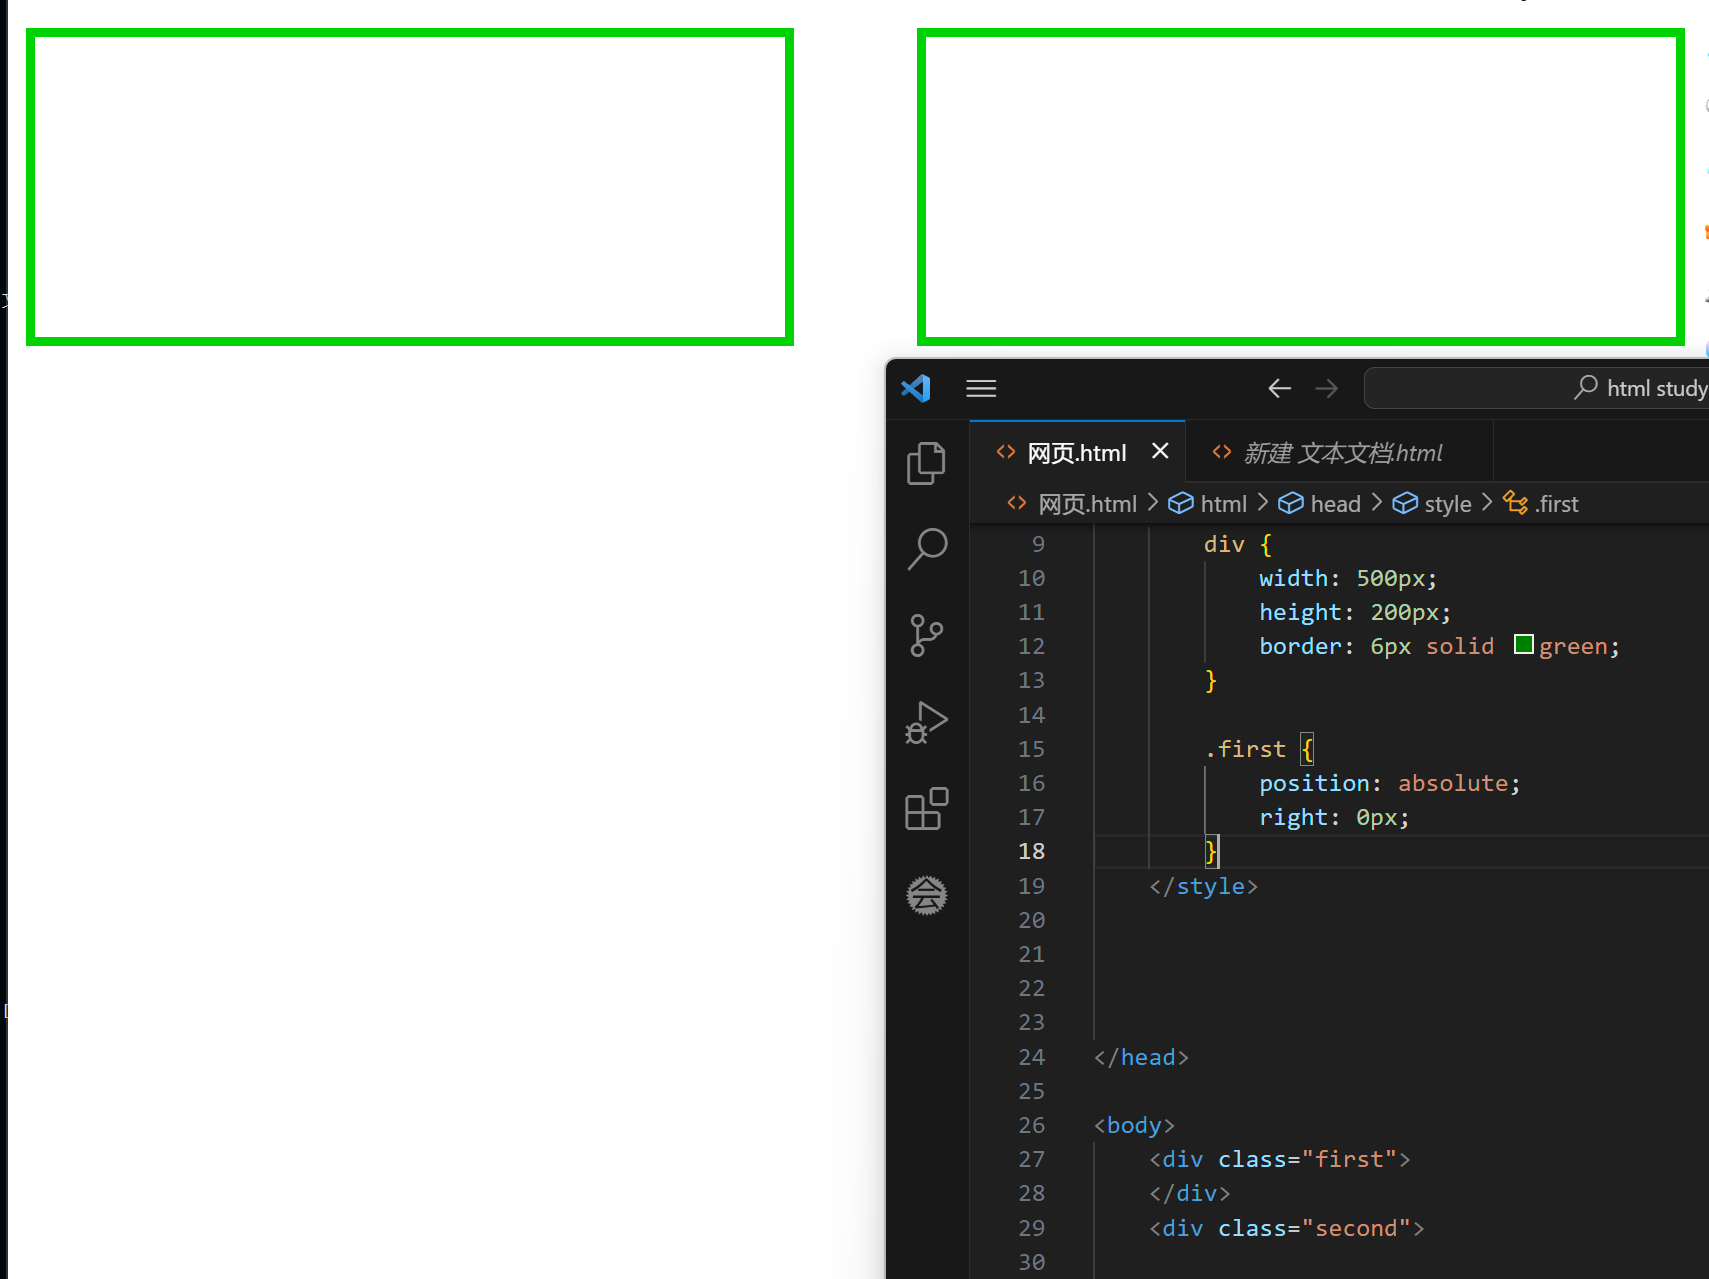 html study
网页.html
新建 文本文档.html
网页.html > html > head > style > .first
9 div {
10 width: 500px;
11 height: 200px;
12 border: 6px solid green;
13 }
14
15 .first {
16 position: absolute;
17 right: 0px;
18 }
19 </style>
20
21
22
23
24 </head>
25
26 <body>
27 <div class="first">
28 </div>
29 <div class="second">
30